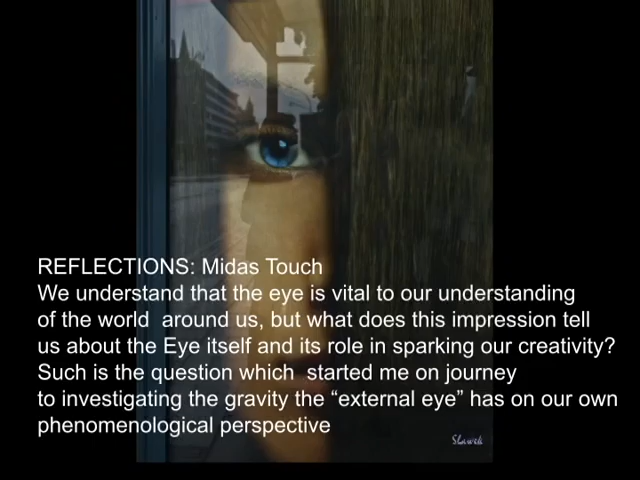 REFLECTIONS: Midas Touch
We understand that the eye is vital to our understanding
of the world  around us, but what does this impression tell
us about the Eye itself and its role in sparking our creativity?
Such is the question which  started me on journey
to investigating the gravity the “external eye” has on our own
phenomenological perspective